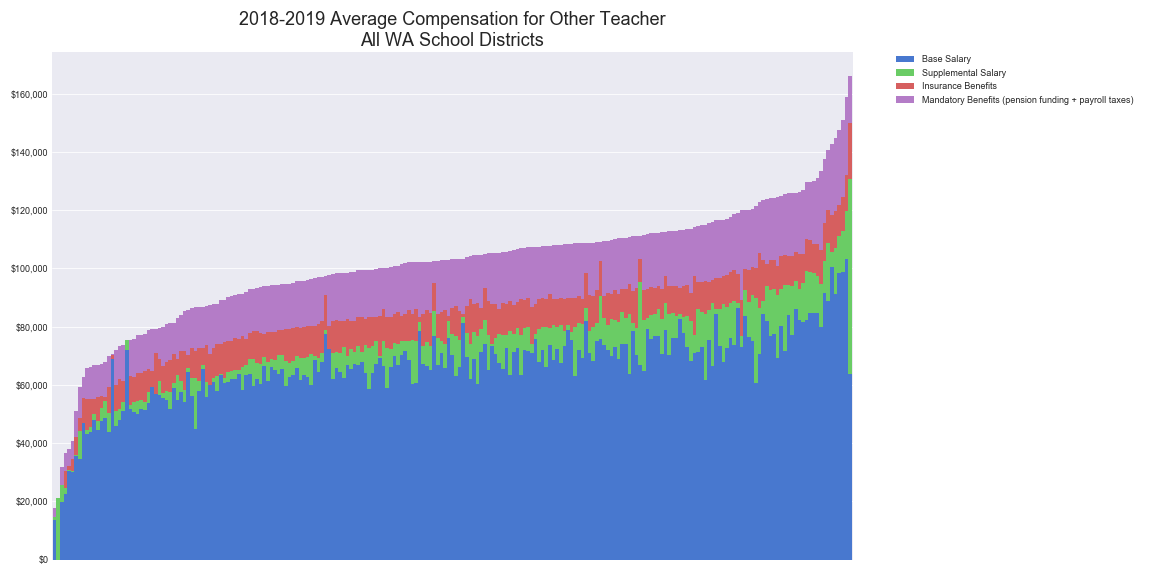 2018-2019 Average Compensation for Other Teacher
All WA School Districts
Base Salary
Supplemental Salary
Insurance Benefits
Mandatory Benefits (pension funding + payroll taxes)
$160,000
$140,000
$120,000
$100,000
$80,000
$60,000
$40,000
$20,000
$0